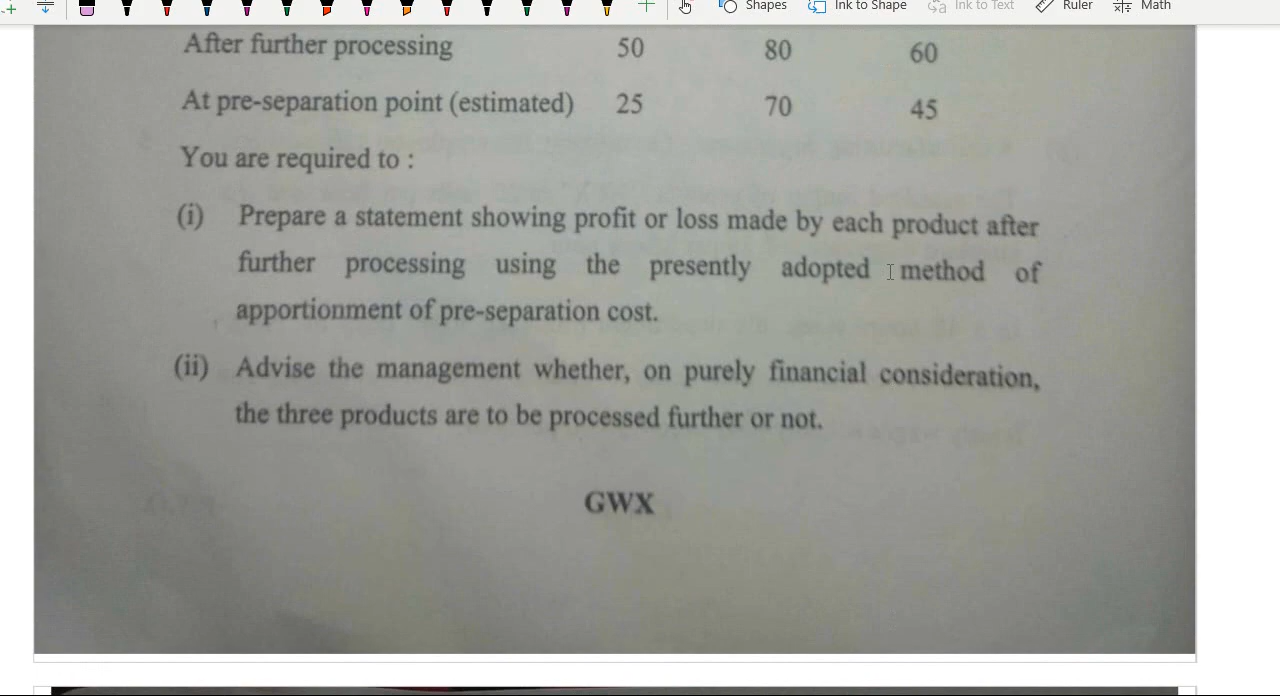 Shapes Ink to Shape Ink to Text Ruler Math
After further processing 50 80 60
At pre-separation point (estimated) 25 70 45
You are required to :
(i) Prepare a statement showing profit or loss made by each product after
further processing using the presently adopted method of
apportionment of pre-separation cost.
(ii) Advise the management whether, on purely financial consideration,
the three products are to be processed further or not.
GWX